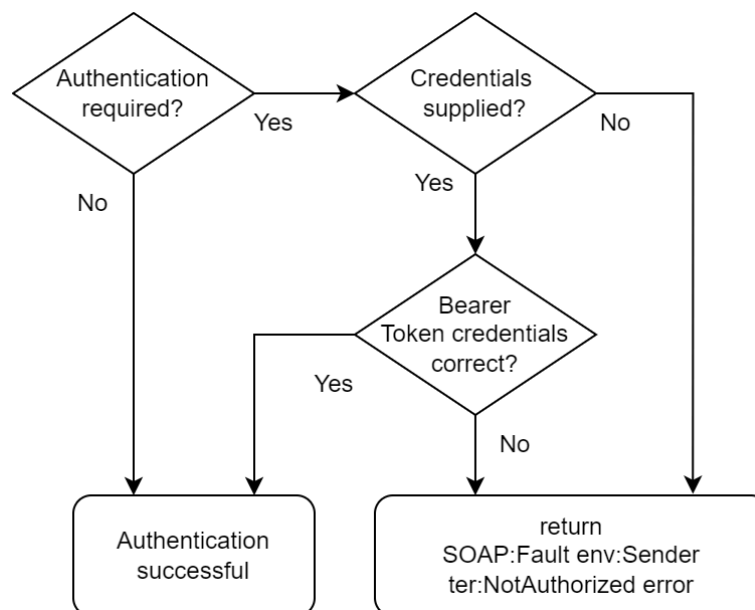 Authentication
required?
Yes
Credentials
supplied?
No
No
Yes
Bearer
Token credentials
correct?
Yes
No
Authentication
successful
return
SOAP:Fault env:Sender
ter:NotAuthorized error